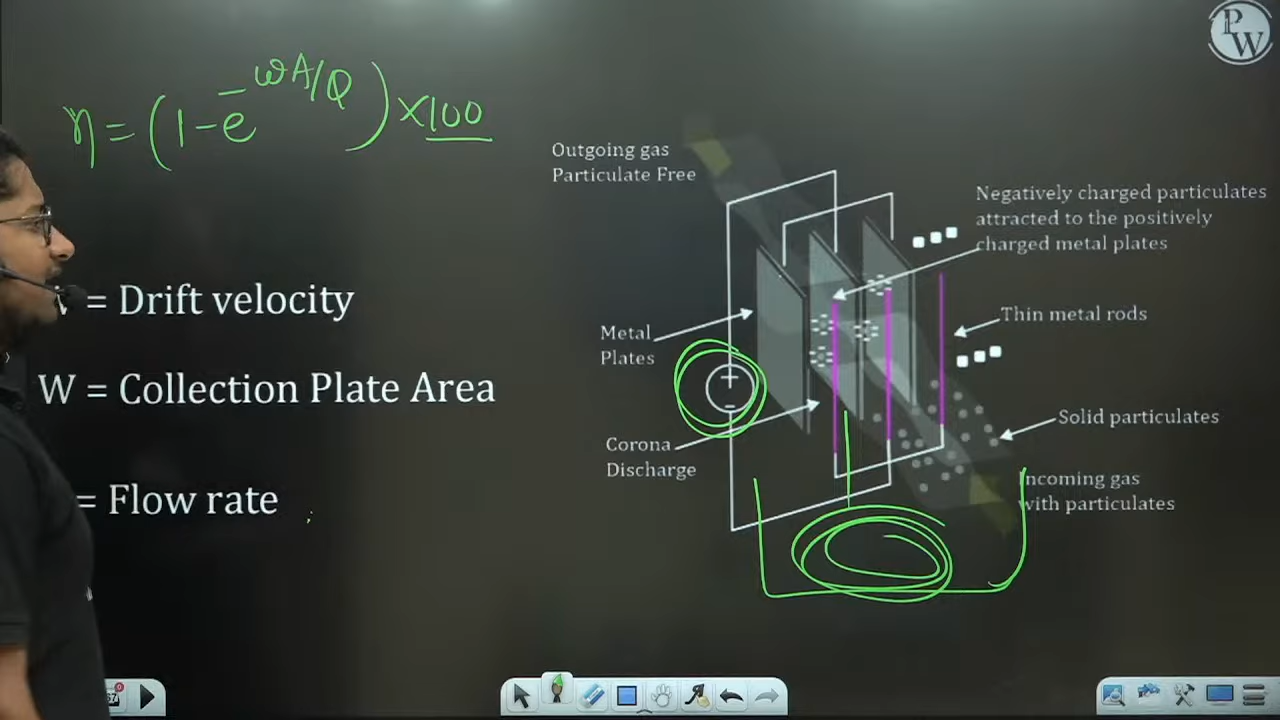 PW
η = (1 - e^-ωA/Q) × 100
Outgoing gas
Particulate Free
Negatively charged particulates
attracted to the positively
charged metal plates
= Drift velocity
Thin metal rods
Metal
Plates
W = Collection Plate Area
+
-
Solid particulates
Corona
Discharge
Incoming gas
with particulates
= Flow rate